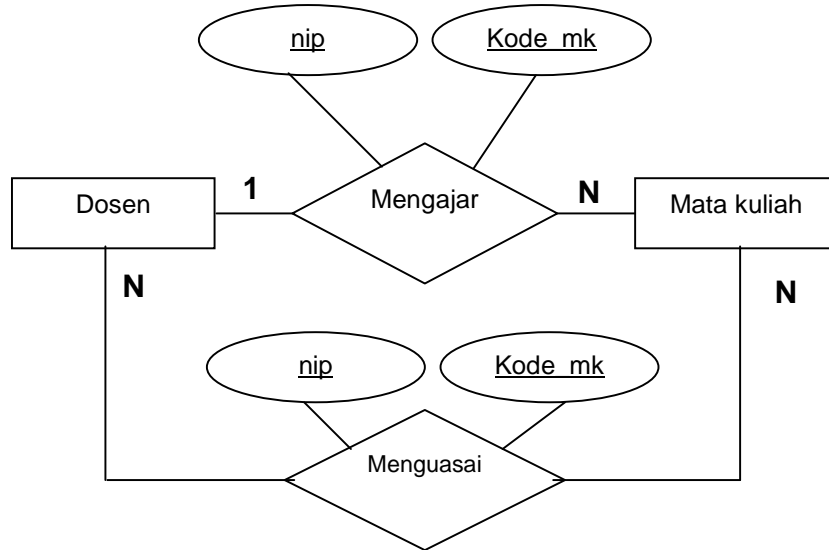 nip
Kode_mk
Dosen
1
Mengajar
N
Mata kuliah
N
N
nip
Kode_mk
Menguasai